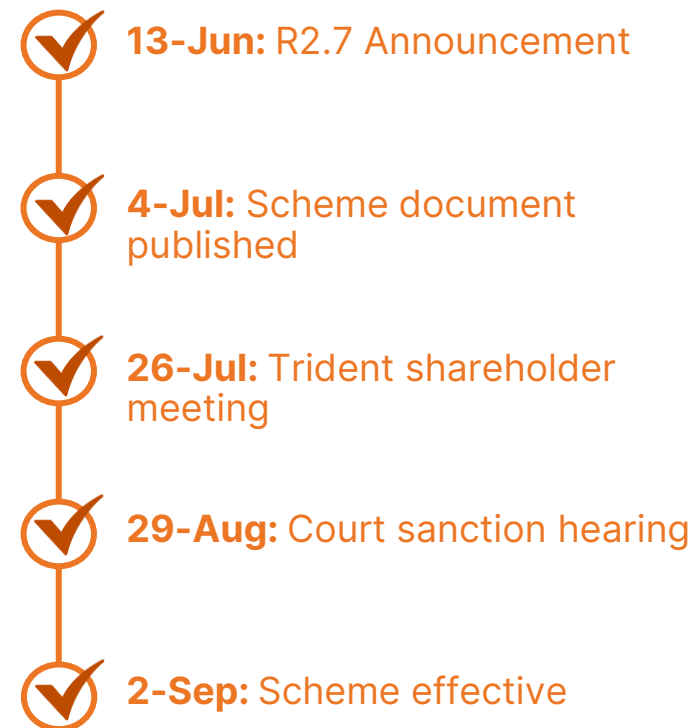 13-Jun: R2.7 Announcement
4-Jul: Scheme document
published
26-Jul: Trident shareholder
meeting
29-Aug: Court sanction hearing
2-Sep: Scheme effective